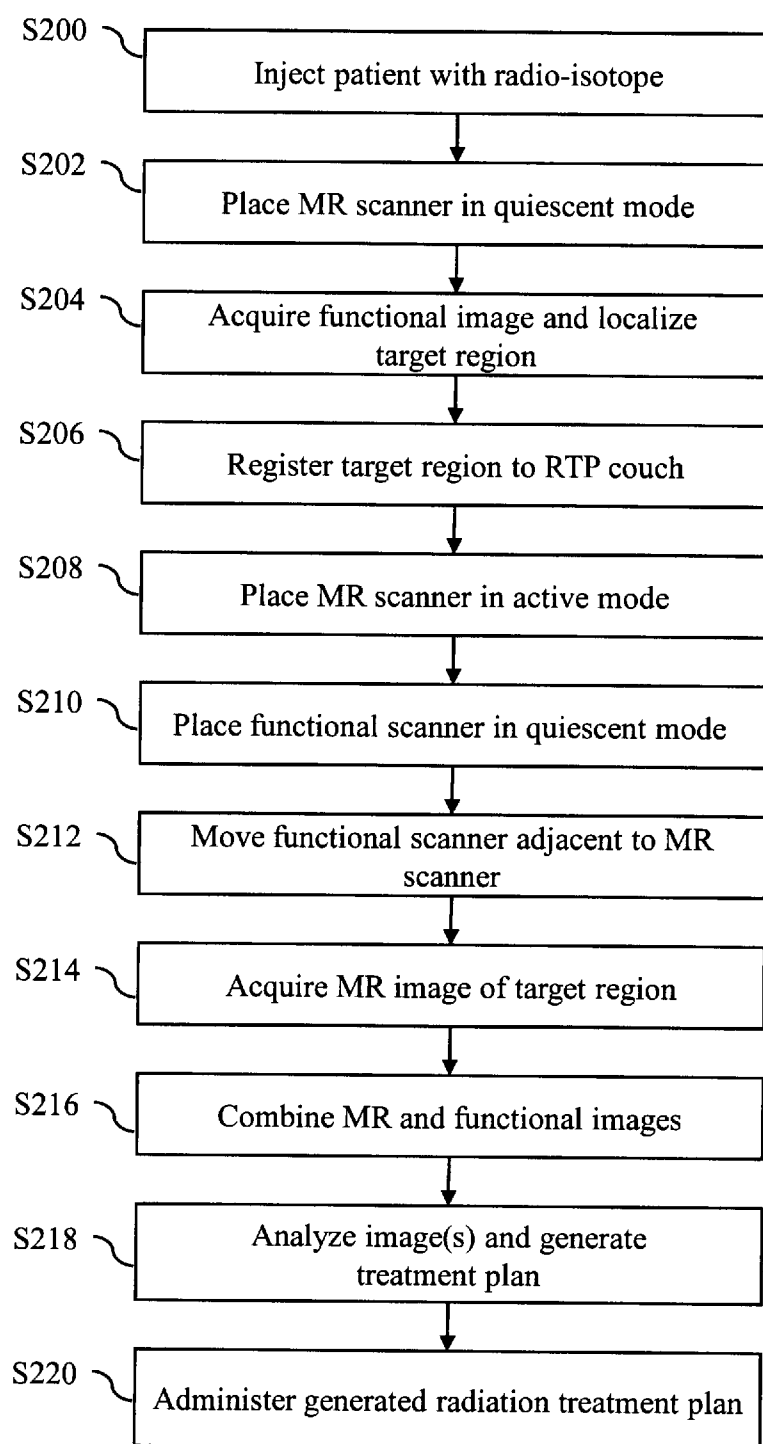 S200
Inject patient with radio-isotope
S202
Place MR scanner in quiescent mode
S204
Acquire functional image and localize
target region
S206
Register target region to RTP couch
S208
Place MR scanner in active mode
S210
Place functional scanner in quiescent mode
S212
Move functional scanner adjacent to MR
scanner
S214
Acquire MR image of target region
S216
Combine MR and functional images
S218
Analyze image(s) and generate
treatment plan
S220
Administer generated radiation treatment plan